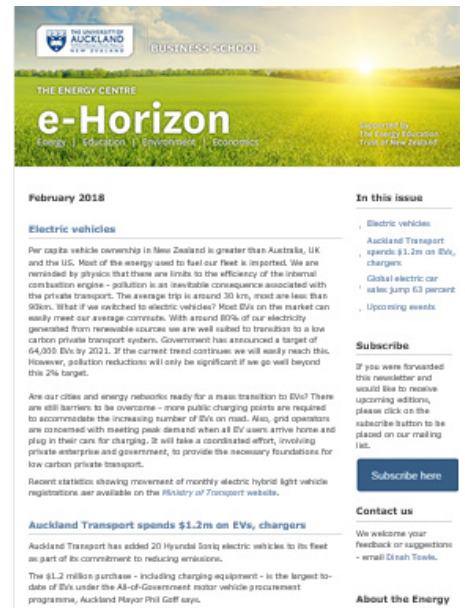 THE UNIVERSITY OF
AUCKLAND
NEW ZEALAND
BUSINESS SCHOOL
THE ENERGY CENTRE
e-Horizon
Energy | Education | Environment | Economics
Supported by
The Energy Education
Trust of New Zealand
February 2018
Electric vehicles
Per capita vehicle ownership in New Zealand is greater than Australia, UK
and the US. Most of the energy used to fuel our fleet is imported. We are
reminded by physics that there are limits to the efficiency of the internal
combustion engine - pollution is an inevitable consequence associated with
the private transport. The average trip is around 30 km, most are less than
90km. What if we switched to electric vehicles? Most EVs on the market can
easily meet our average commute. With around 80% of our electricity
generated from renewable sources we are well suited to transition to a low
carbon private transport system. Government has announced a target of
64,000 EVs by 2021. If the current trend continues we will easily reach this.
However, pollution reductions will only be significant if we go well beyond
this 2% target.
Are our cities and energy networks ready for a mass transition to EVs? There
are still barriers to be overcome - more public charging points are required
to accommodate the increasing number of EVs on road. Also, grid operators
are concerned with meeting peak demand when all EV users arrive home and
plug in their cars for charging. It will take a coordinated effort, involving
private enterprise and government, to provide the necessary foundations for
low carbon private transport.
Recent statistics showing movement of monthly electric hybrid light vehicle
registrations aer available on the Ministry of Transport website.
Auckland Transport spends $1.2m on EVs, chargers
Auckland Transport has added 20 Hyundai Ioniq electric vehicles to its fleet
as part of its commitment to reducing emissions.
The $1.2 million purchase - including charging equipment - is the largest to-
date of EVs under the All-of-Government motor vehicle procurement
programme, Auckland Mayor Phil Goff says.
In this issue
Electric vehicles
Auckland Transport
spends $1.2m on EVs,
chargers
Global electric car
sales jump 63 percent
Upcoming events
Subscribe
If you were forwarded
this newsletter and
would like to receive
upcoming editions,
please click on the
subscribe button to be
placed on our mailing
list.
Subscribe here
Contact us
We welcome your
feedback or suggestions
- email Dinah Towle.
About the Energy